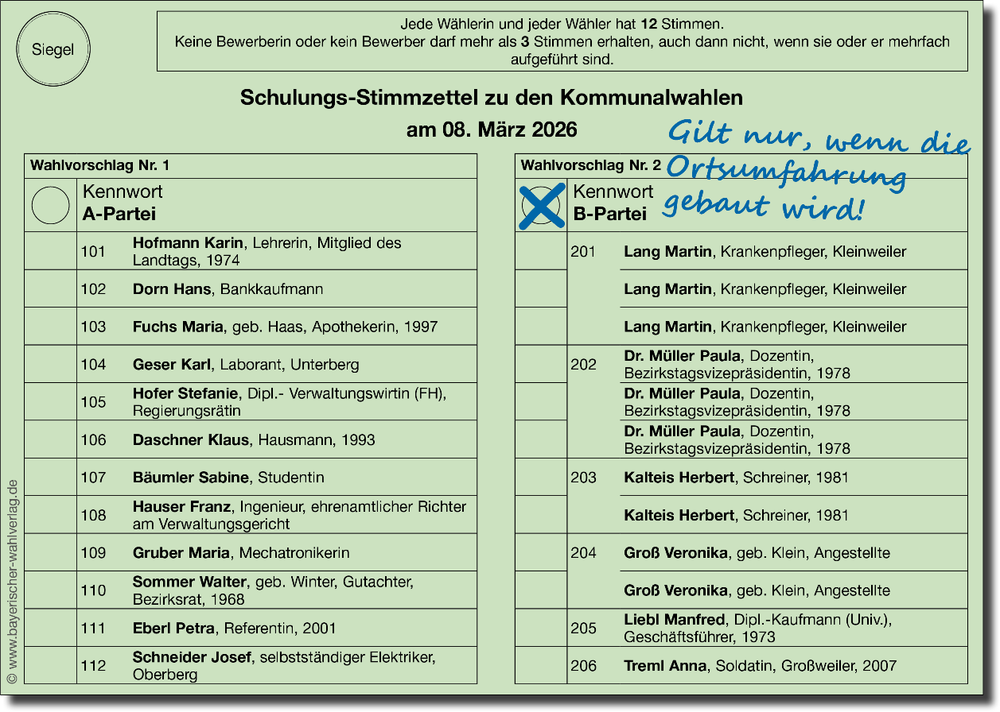 Siegel
Jede Wählerin und jeder Wähler hat 12 Stimmen.
Keine Bewerberin oder kein Bewerber darf mehr als 3 Stimmen erhalten, auch dann nicht, wenn sie oder er mehrfach
aufgeführt sind.
Schulungs-Stimmzettel zu den Kommunalwahlen
am 08. März 2026
Gilt nur, wenn die
Ortsumfahrung
gebaut wird!
Wahlvorschlag Nr. 1
Kennwort
A-Partei
101 Hofmann Karin, Lehrerin, Mitglied des
Landtags, 1974
102 Dorn Hans, Bankkaufmann
103 Fuchs Maria, geb. Haas, Apothekerin, 1997
104 Geser Karl, Laborant, Unterberg
105 Hofer Stefanie, Dipl.- Verwaltungswirtin (FH),
Regierungsrätin
106 Daschner Klaus, Hausmann, 1993
107 Bäumler Sabine, Studentin
108 Hauser Franz, Ingenieur, ehrenamtlicher Richter
am Verwaltungsgericht
109 Gruber Maria, Mechatronikerin
110 Sommer Walter, geb. Winter, Gutachter,
Bezirksrat, 1968
111 Eberl Petra, Referentin, 2001
112 Schneider Josef, selbstständiger Elektriker,
Oberberg
Wahlvorschlag Nr. 2
Kennwort
B-Partei
201 Lang Martin, Krankenpfleger, Kleinweiler
Lang Martin, Krankenpfleger, Kleinweiler
Lang Martin, Krankenpfleger, Kleinweiler
202 Dr. Müller Paula, Dozentin,
Bezirkstagsvizepräsidentin, 1978
Dr. Müller Paula, Dozentin,
Bezirkstagsvizepräsidentin, 1978
Dr. Müller Paula, Dozentin,
Bezirkstagsvizepräsidentin, 1978
203 Kalteis Herbert, Schreiner, 1981
Kalteis Herbert, Schreiner, 1981
204 Groß Veronika, geb. Klein, Angestellte
Groß Veronika, geb. Klein, Angestellte
205 Liebl Manfred, Dipl.-Kaufmann (Univ.),
Geschäftsführer, 1973
206 Treml Anna, Soldatin, Großweiler, 2007
© www.bayerischer-wahlverlag.de